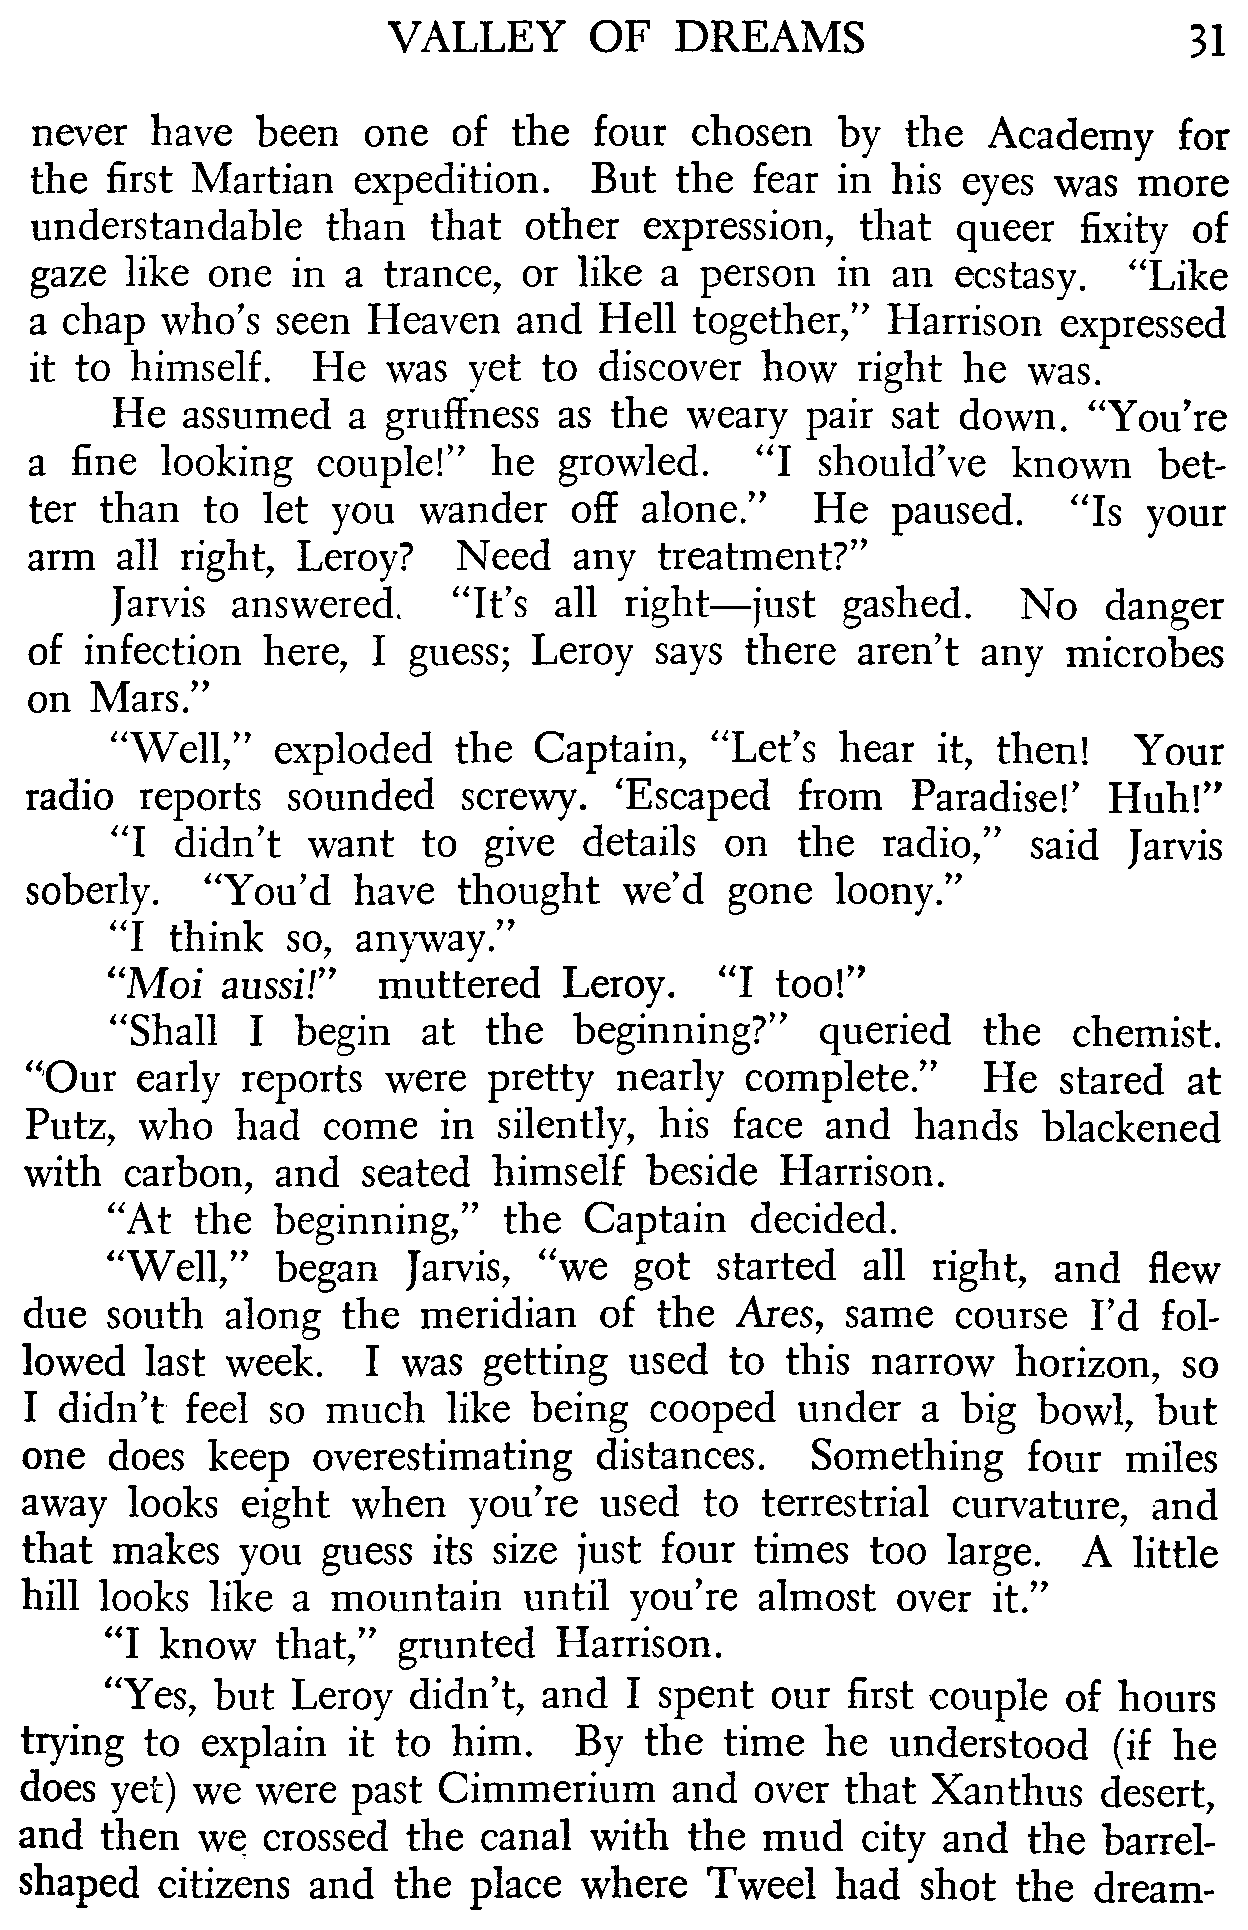 VALLEY OF DREAMS 31
never have been one of the four chosen by the Academy for
the first Martian expedition. But the fear in his eyes was more
understandable than that other expression, that queer fixity of
gaze like one in a trance, or like a person in an ecstasy. “Like
a chap who’s seen Heaven and Hell together,” Harrison expressed
it to himself. He was yet to discover how right he was.
He assumed a gruffness as the weary pair sat down. “You’re
a fine looking couple!” he growled. “I should’ve known bet-
ter than to let you wander off alone.” He paused. “Is your
arm all right, Leroy? Need any treatment?”
Jarvis answered. “It’s all right—just gashed. No danger
of infection here, I guess; Leroy says there aren’t any microbes
on Mars.”
“Well,” exploded the Captain, “Let’s hear it, then! Your
radio reports sounded screwy. ‘Escaped from Paradise!’ Huh!”
“I didn’t want to give details on the radio,” said Jarvis
soberly. “You’d have thought we’d gone loony.”
“I think so, anyway.”
“Moi aussi!” muttered Leroy. “I too!”
“Shall I begin at the beginning?” queried the chemist.
“Our early reports were pretty nearly complete.” He stared at
Putz, who had come in silently, his face and hands blackened
with carbon, and seated himself beside Harrison.
“At the beginning,” the Captain decided.
“Well,” began Jarvis, “we got started all right, and flew
due south along the meridian of the Ares, same course I’d fol-
lowed last week. I was getting used to this narrow horizon, so
I didn’t feel so much like being cooped under a big bowl, but
one does keep overestimating distances. Something four miles
away looks eight when you’re used to terrestrial curvature, and
that makes you guess its size just four times too large. A little
hill looks like a mountain until you’re almost over it.”
“I know that,” grunted Harrison.
“Yes, but Leroy didn’t, and I spent our first couple of hours
trying to explain it to him. By the time he understood (if he
does yet) we were past Cimmerium and over that Xanthus desert,
and then we crossed the canal with the mud city and the barrel-
shaped citizens and the place where Tweel had shot the dream-